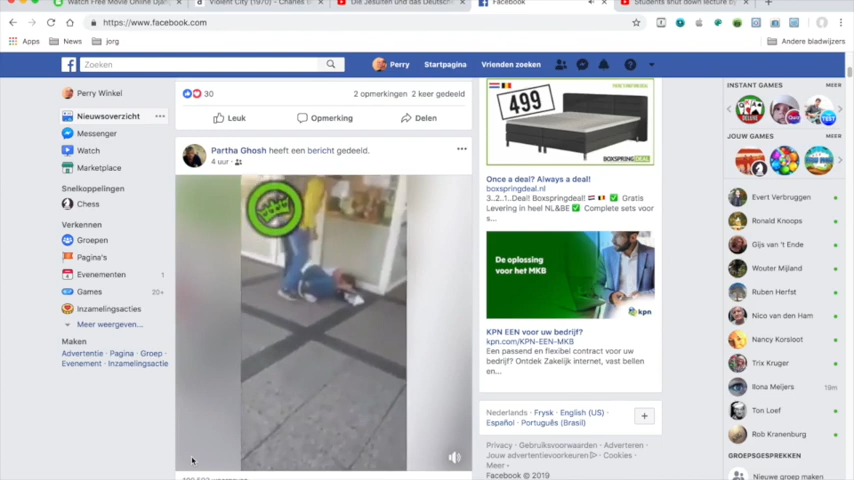 Watch Free Movie Online Djan
Violent City (1970) - Charles B
Die Jesuiten und das Deutsche
Facebook
Students shut down lecture by
https://www.facebook.com
Apps
News
jorg
Andere bladwijzers
Zoeken
Perry
Startpagina
Vrienden zoeken
Perry Winkel
Nieuwsoverzicht
Messenger
Watch
Marketplace
Snelkoppelingen
Chess
Verkennen
Groepen
Pagina's
Evenementen 1
Games 20+
Inzamelingsacties
Meer weergeven...
Maken
Advertentie · Pagina · Groep ·
Evenement · Inzamelingsactie
30
2 opmerkingen 2 keer gedeeld
Leuk
Opmerking
Delen
Partha Ghosh heeft een bericht gedeeld.
4 uur ·
499
BOXSPRINGDEAL
Once a deal? Always a deal!
boxspringdeal.nl
3..2..1..Deal! Boxspringdeal! Gratis
Levering in heel NL&BE Complete sets voor
s...
De oplossing
voor het MKB
kpn
KPN EEN voor uw bedrijf?
kpn.com/KPN-EEN-MKB
Een passend en flexibel contract voor uw
bedrijf? Ontdek Zakelijk internet, vast bellen
en...
Nederlands · Frysk · English (US) ·
Español · Português (Brasil)
Privacy · Gebruiksvoorwaarden · Adverteren ·
Jouw advertentievoorkeuren · Cookies ·
Meer
Facebook © 2019
INSTANT GAMES MEER
DELUXE
Quiz
TEST
JOUW GAMES MEER
Evert Verbruggen
Ronald Knoops
Gijs van 't Ende
Wouter Mijland
Ruben Herfst
Nico van den Ham
Nancy Korsloot
Trix Kruger
Ilona Meijers 19m
Ton Loef
Rob Kranenburg
GROEPSGESPREKKEN
Nieuwe groep maken